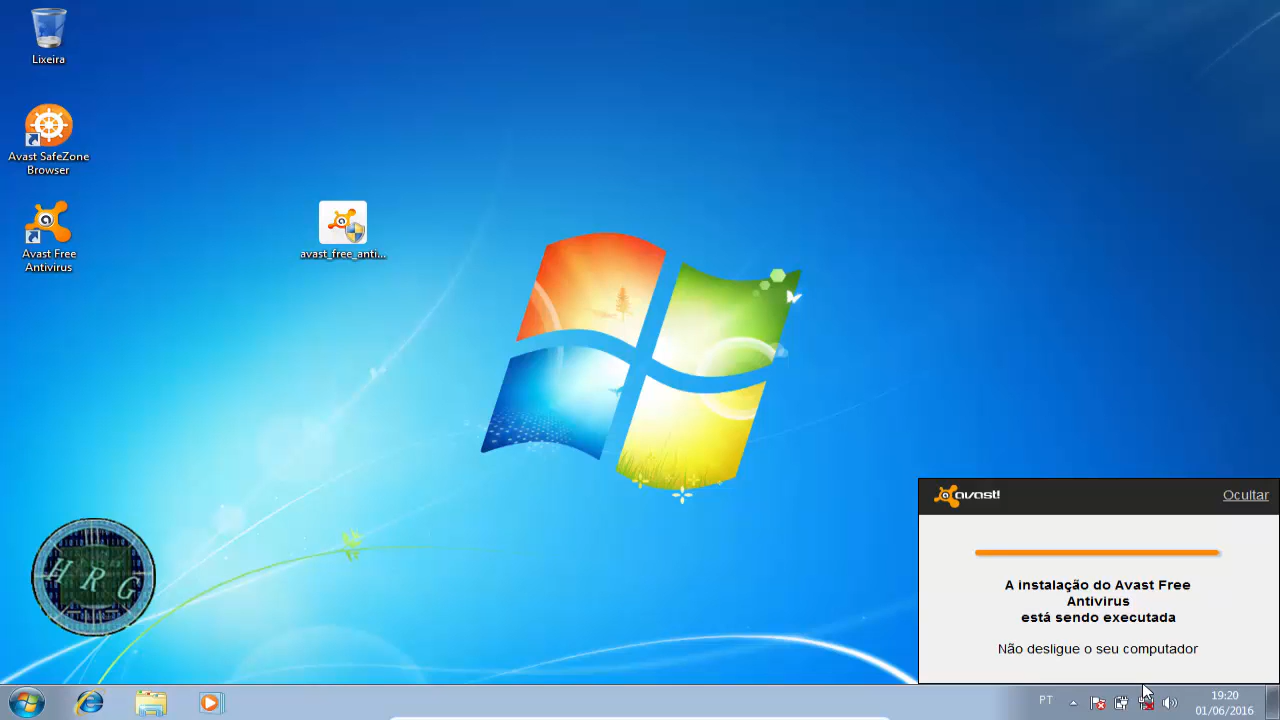 Lixeira
Avast SafeZone
Browser
Avast Free
Antivirus
avast_free_anti...
HRG
avast!
Ocultar
A instalação do Avast Free
Antivirus
está sendo executada
Não desligue o seu computador
PT
19:20
01/06/2016